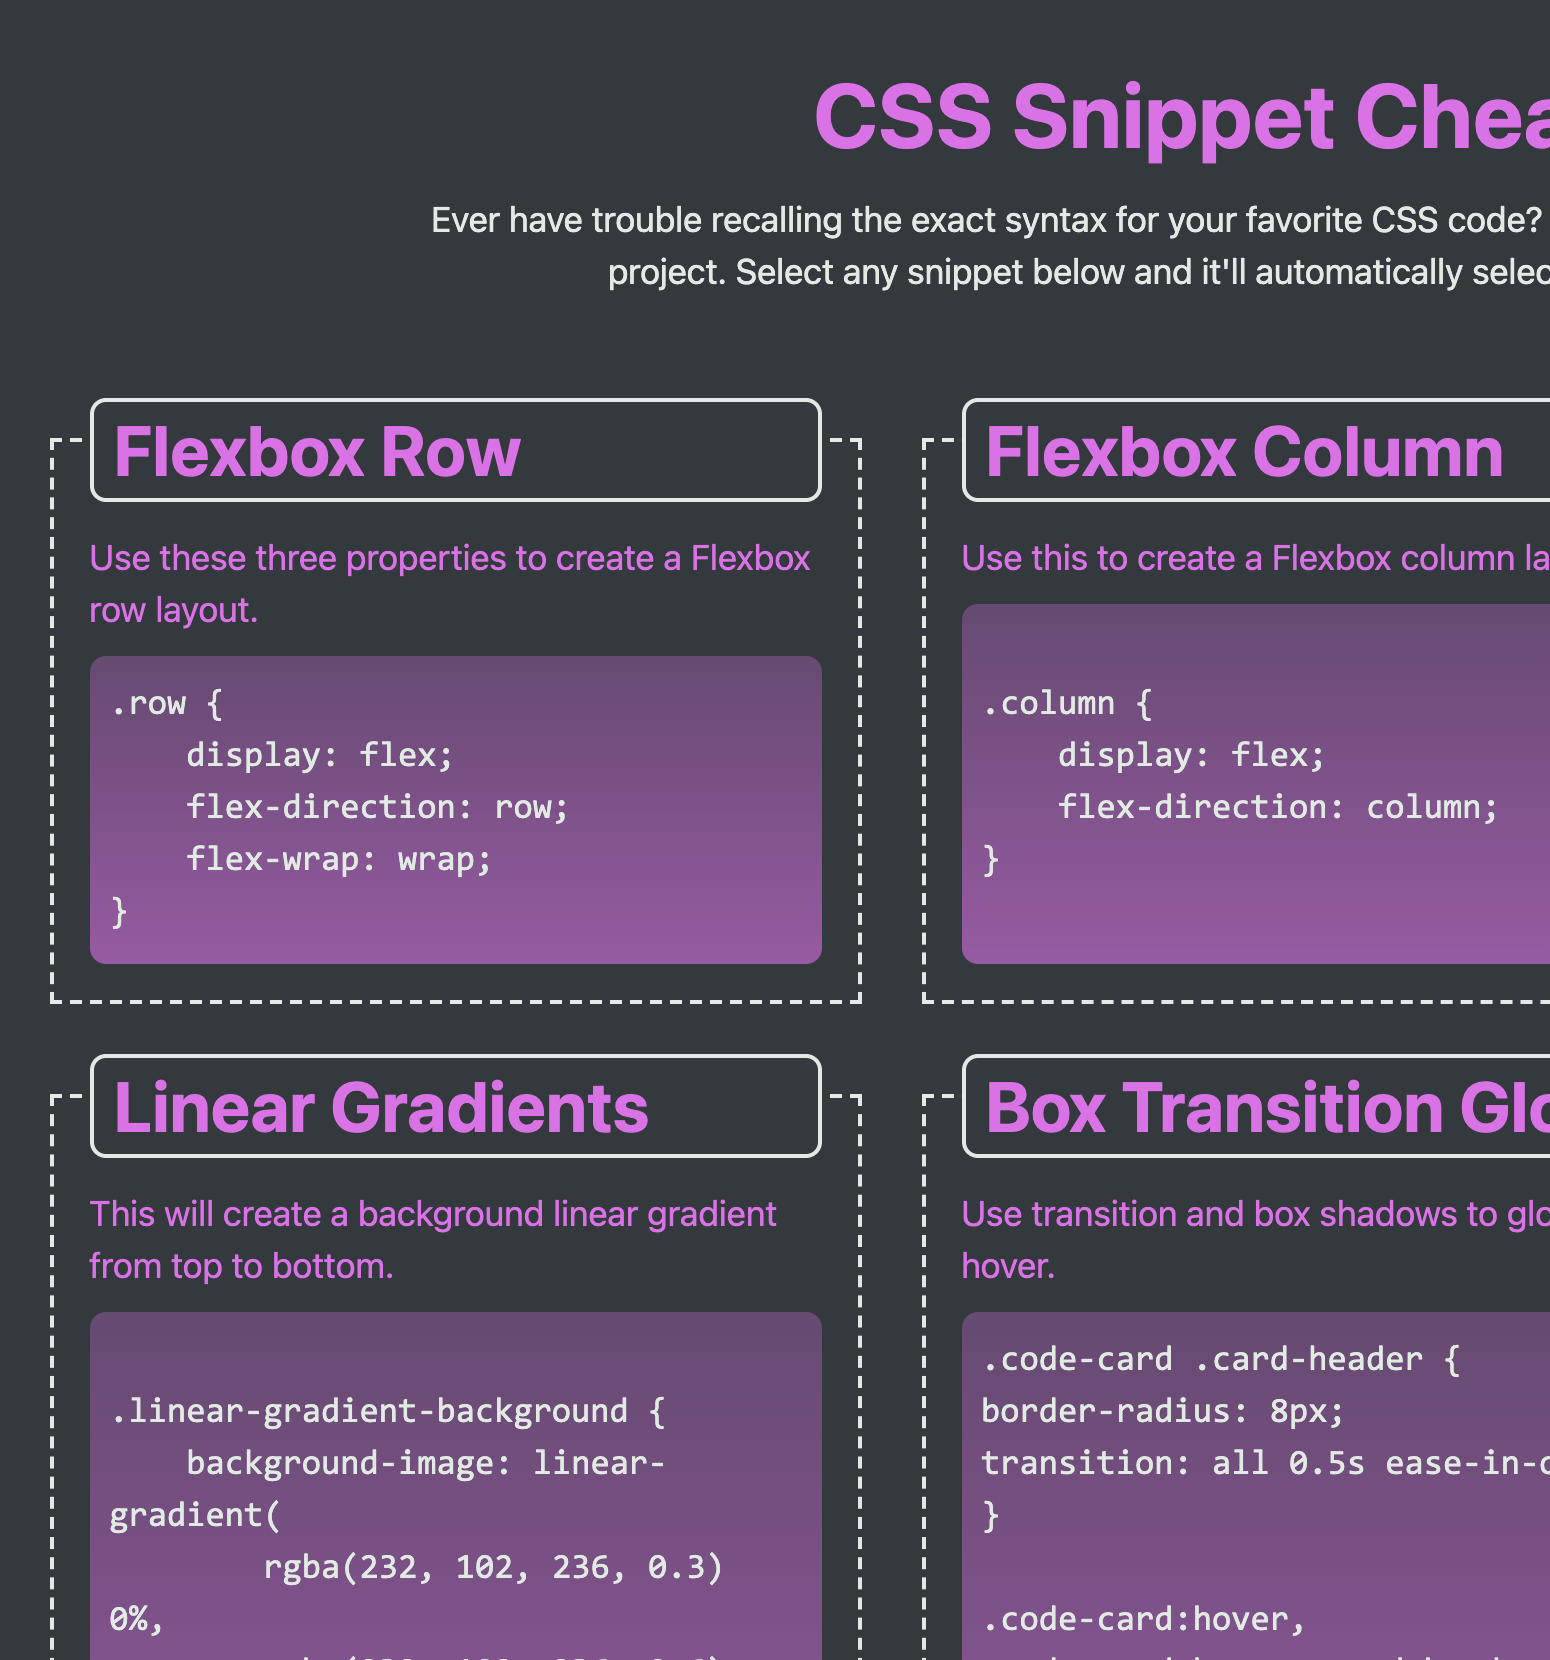 CSS Snippet Chea
Ever have trouble recalling the exact syntax for your favorite CSS code?
project. Select any snippet below and it'll automatically selec
Flexbox Row
Use these three properties to create a Flexbox
row layout.
.row {
    display: flex;
    flex-direction: row;
    flex-wrap: wrap;
}
Flexbox Column
Use this to create a Flexbox column la
.column {
    display: flex;
    flex-direction: column;
}
Linear Gradients
This will create a background linear gradient
from top to bottom.
.linear-gradient-background {
    background-image: linear-
gradient(
        rgba(232, 102, 236, 0.3)
0%,
Box Transition Glo
Use transition and box shadows to glo
hover.
.code-card .card-header {
border-radius: 8px;
transition: all 0.5s ease-in-o
}
.code-card:hover,